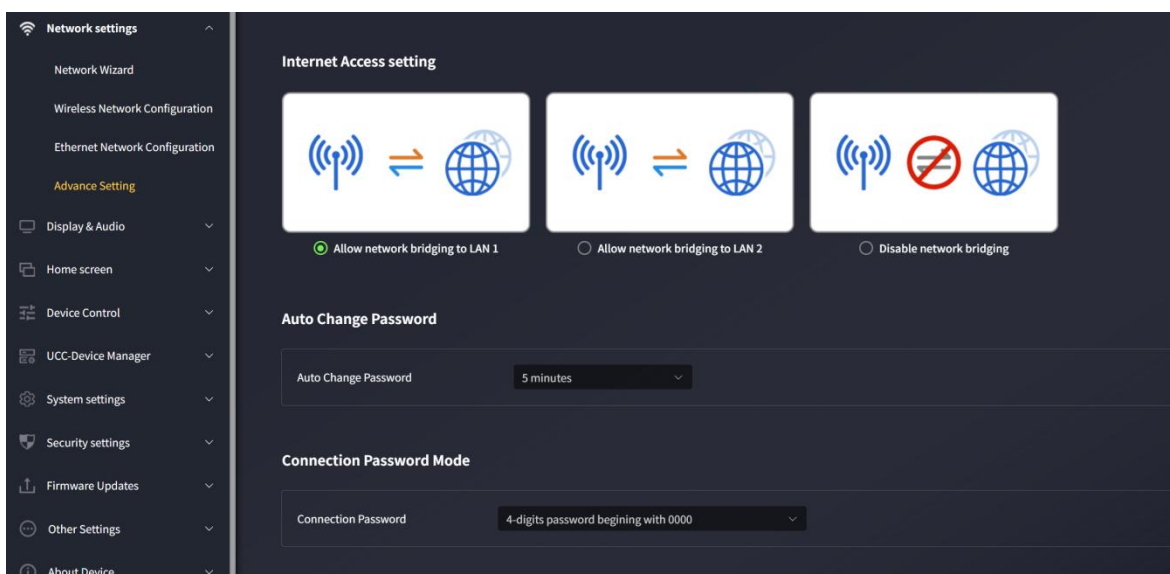 Network settings
Network Wizard
Wireless Network Configuration
Ethernet Network Configuration
Advance Setting
Display & Audio
Home screen
Device Control
UCC-Device Manager
System settings
Security settings
Firmware Updates
Other Settings
About Device
Internet Access setting
Allow network bridging to LAN 1
Allow network bridging to LAN 2
Disable network bridging
Auto Change Password
Auto Change Password
5 minutes
Connection Password Mode
Connection Password
4-digits password begining with 0000